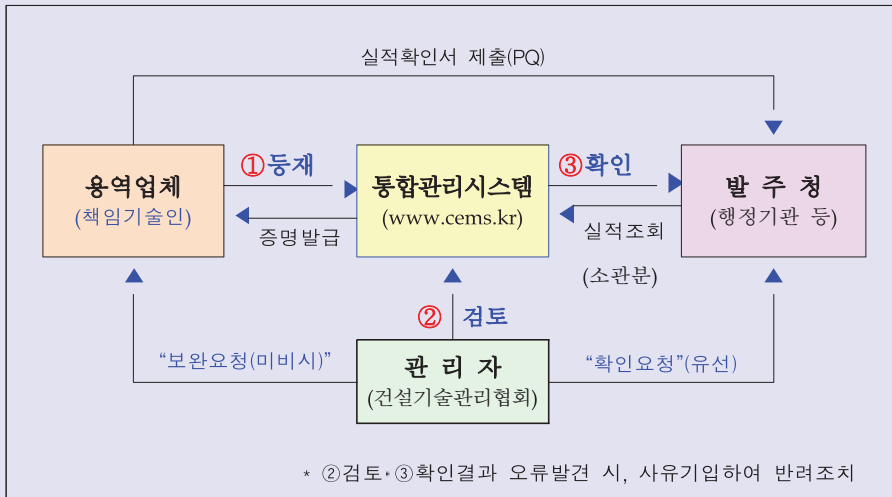 실적확인서 제출(PQ)
용역업체
(책임기술인)
①등재
증명발급
통합관리시스템
(www.cems.kr)
③확인
실적조회
(소관분)
발 주 청
(행정기관 등)
② 검토
"보완요청(미비시)"
관 리 자
(건설기술관리협회)
"확인요청"(유선)
* ②검토·③확인결과 오류발견 시, 사유기입하여 반려조치